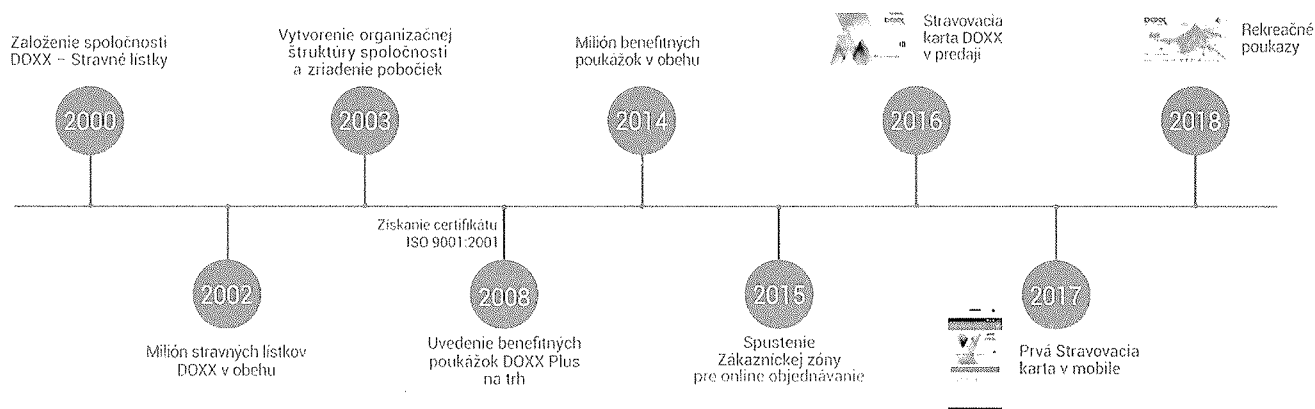 Založenie spoločnosti
DOXX – Stravné lístky
2000
Milión stravných lístkov
DOXX v obehu
2002
Vytvorenie organizačnej
štruktúry spoločnosti
a zriadenie pobočiek
2003
Získanie certifikátu
ISO 9001:2001
2008
Uvedenie benefitných
poukážok DOXX Plus
na trh
Milión benefitných
poukážok v obehu
2014
2015
Spustenie
Zákazníckej zóny
pre online objednávanie
Stravovacia
karta DOXX
v predaji
2016
2017
Prvá Stravovacia
karta v mobile
Rekreačné
poukazy
2018